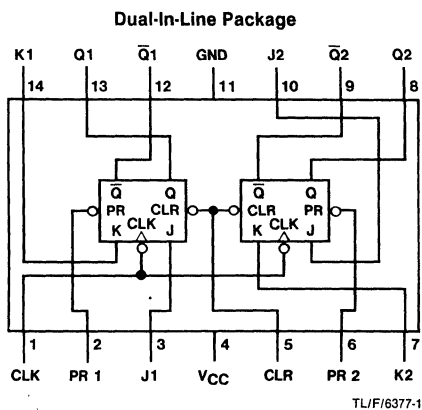 Dual-In-Line Package
K1 Q1 Q̅1 GND J2 Q̅2 Q2
14 13 12 11 10 9 8
Q̅ Q Q̅ Q
PR CLR CLR PR
CLK CLK
K J K J
1 2 3 4 5 6 7
CLK PR 1 J1 VCC CLR PR 2 K2
TL/F/6377-1